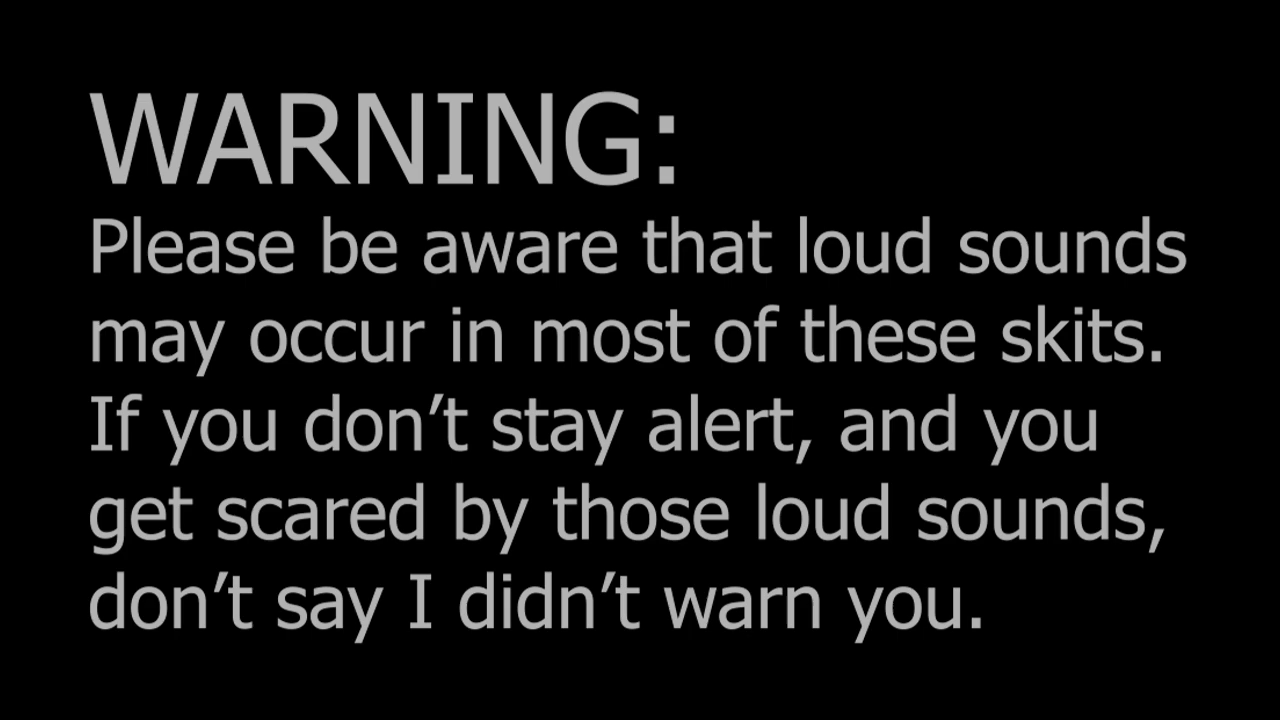 WARNING:
Please be aware that loud sounds
may occur in most of these skits.
If you don’t stay alert, and you
get scared by those loud sounds,
don’t say I didn’t warn you.